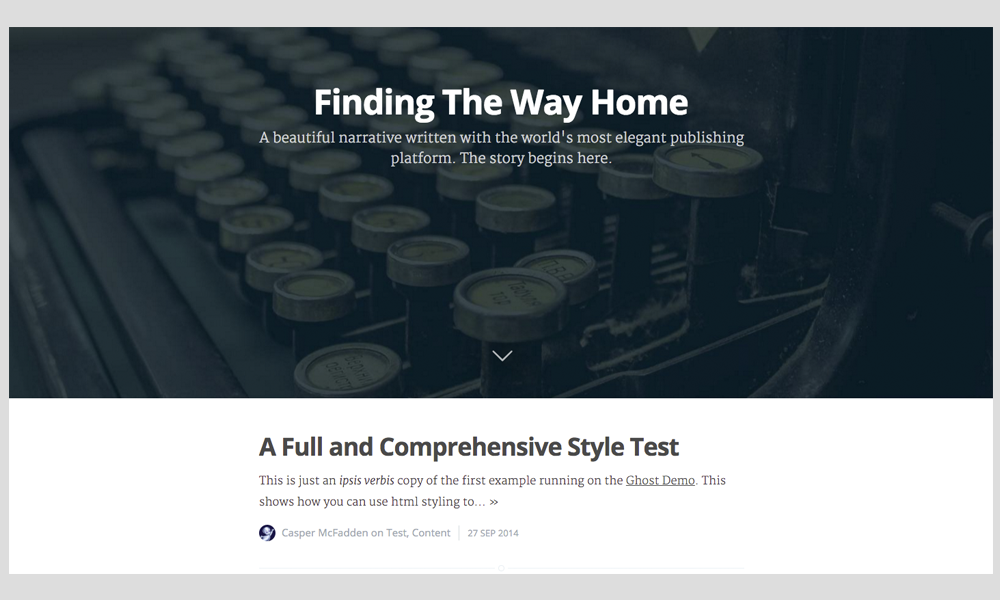 Finding The Way Home
A beautiful narrative written with the world's most elegant publishing
platform. The story begins here.
A Full and Comprehensive Style Test
This is just an ipsis verbis copy of the first example running on the Ghost Demo. This
shows how you can use html styling to… »
Casper McFadden on Test, Content | 27 SEP 2014